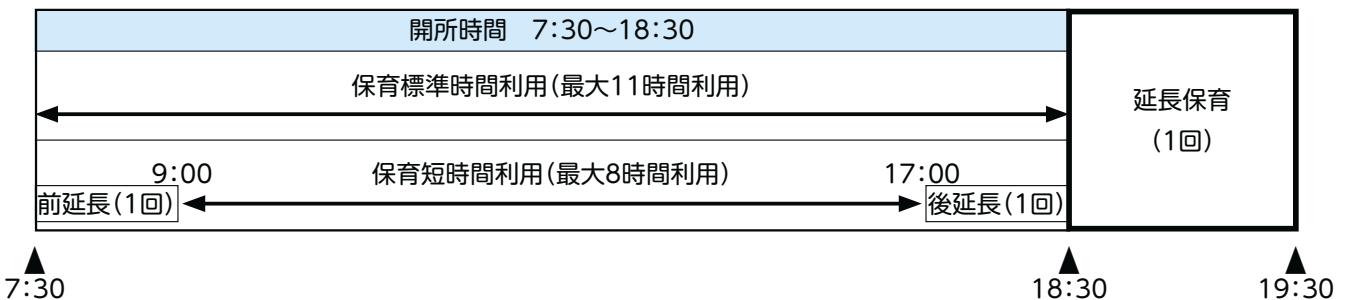 開所時間　7:30～18:30
保育標準時間利用(最大11時間利用)
延長保育
(1回)
9:00
保育短時間利用(最大8時間利用)
17:00
前延長(1回)
後延長(1回)
7:30
18:30
19:30